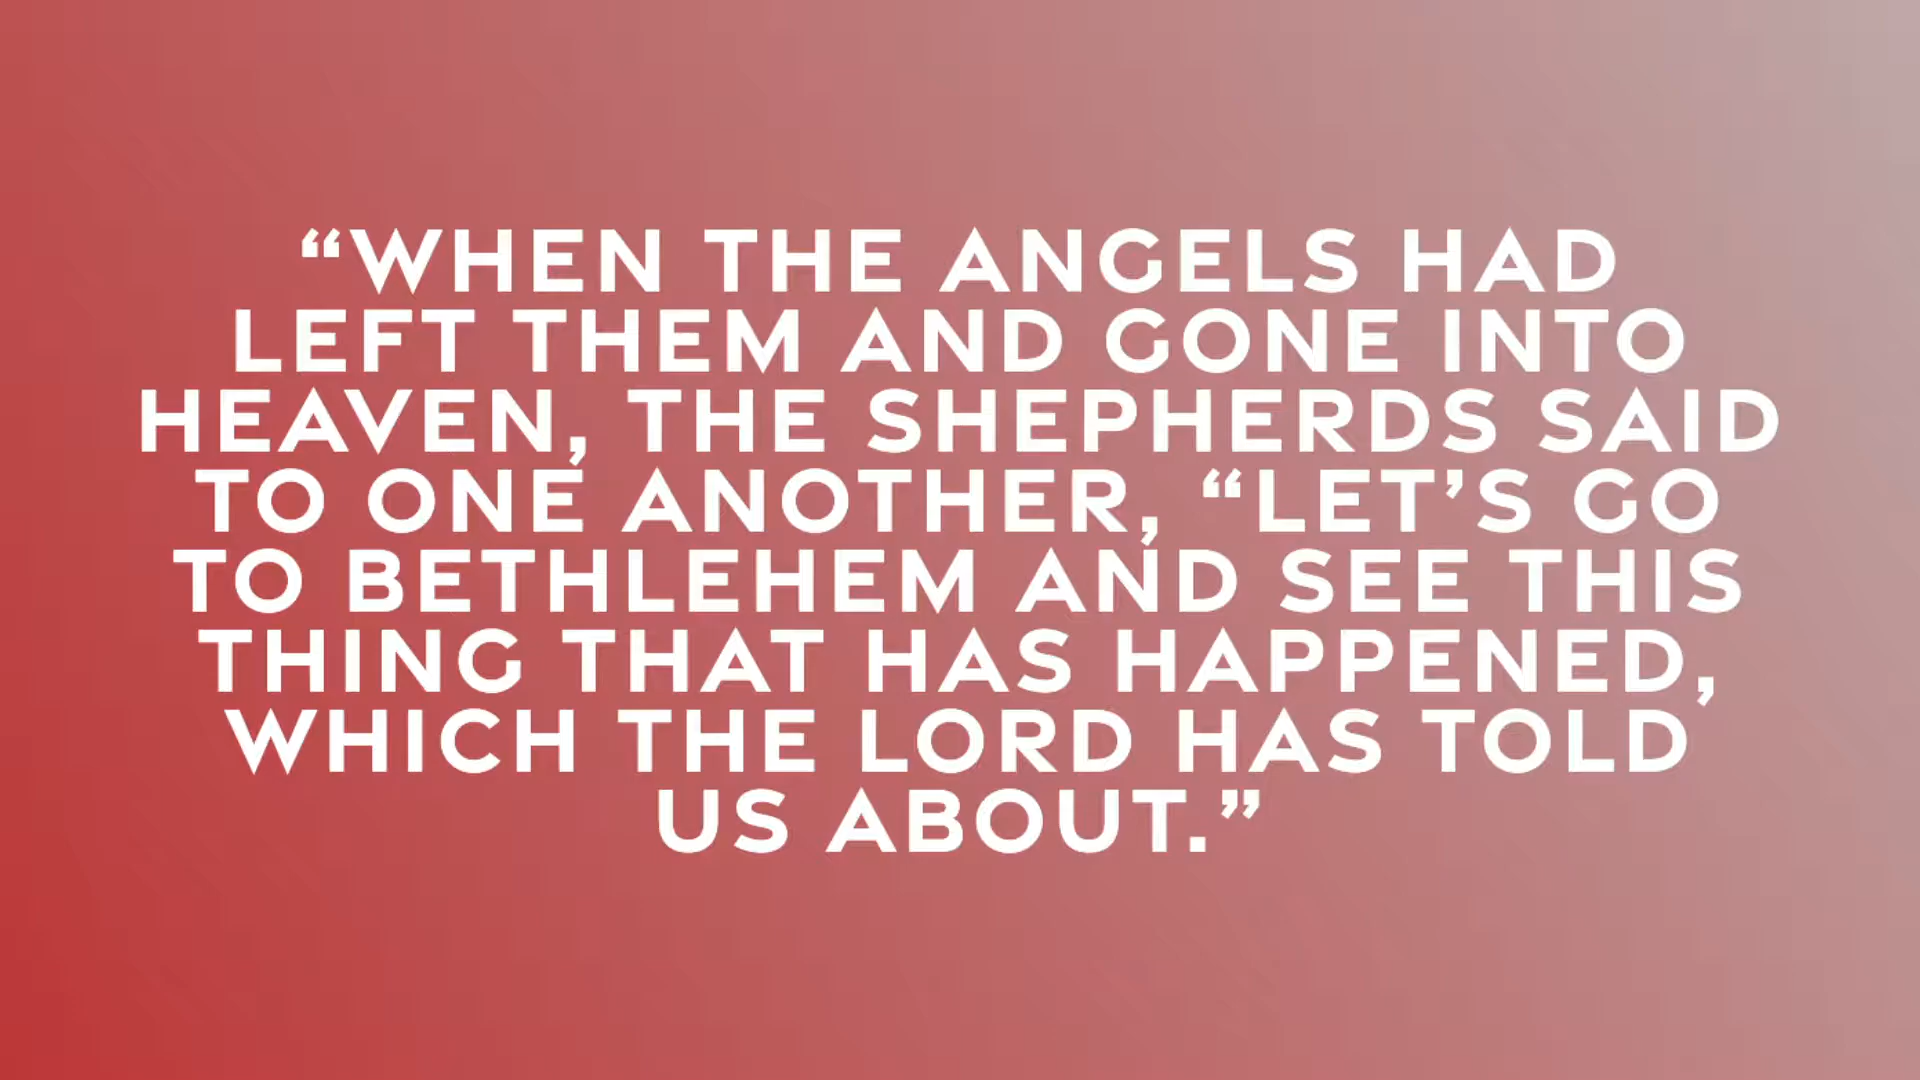 “WHEN THE ANGELS HAD
LEFT THEM AND GONE INTO
HEAVEN, THE SHEPHERDS SAID
TO ONE ANOTHER, “LET’S GO
TO BETHLEHEM AND SEE THIS
THING THAT HAS HAPPENED,
WHICH THE LORD HAS TOLD
US ABOUT.”